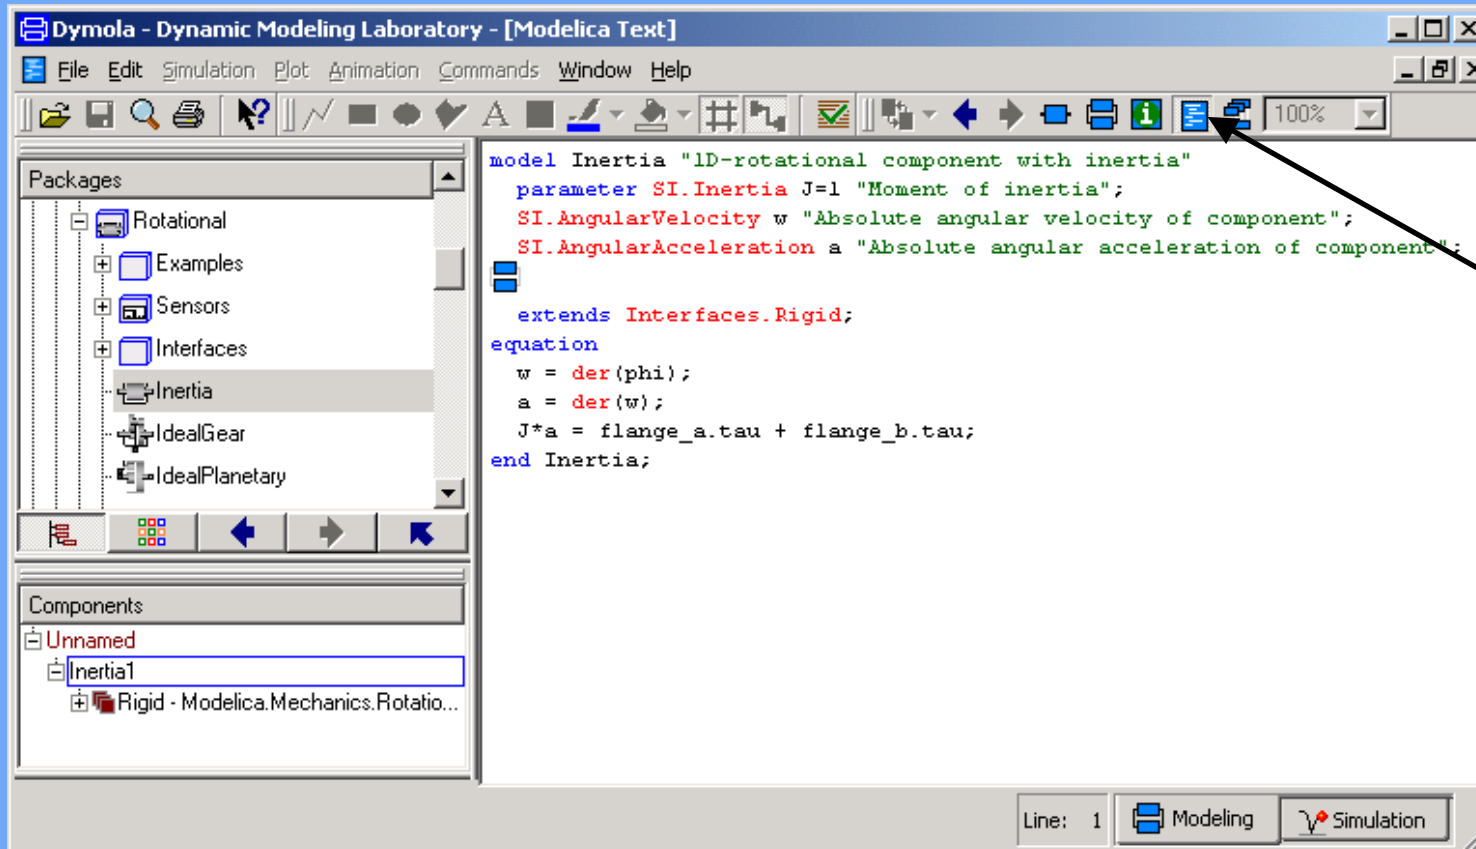 Dymola - Dynamic Modeling Laboratory - [Modelica Text]
File Edit Simulation Plot Animation Commands Window Help
A 100%
Packages
Rotational
Examples
Sensors
Interfaces
Inertia
IdealGear
IdealPlanetary
Components
Unnamed
Inertia1
Rigid - Modelica.Mechanics.Rotatio...
model Inertia "1D-rotational component with inertia"
parameter SI.Inertia J=1 "Moment of inertia";
SI.AngularVelocity w "Absolute angular velocity of component";
SI.AngularAcceleration a "Absolute angular acceleration of component";
extends Interfaces.Rigid;
equation
w = der(phi);
a = der(w);
J*a = flange_a.tau + flange_b.tau;
end Inertia;
Line: 1 Modeling Simulation